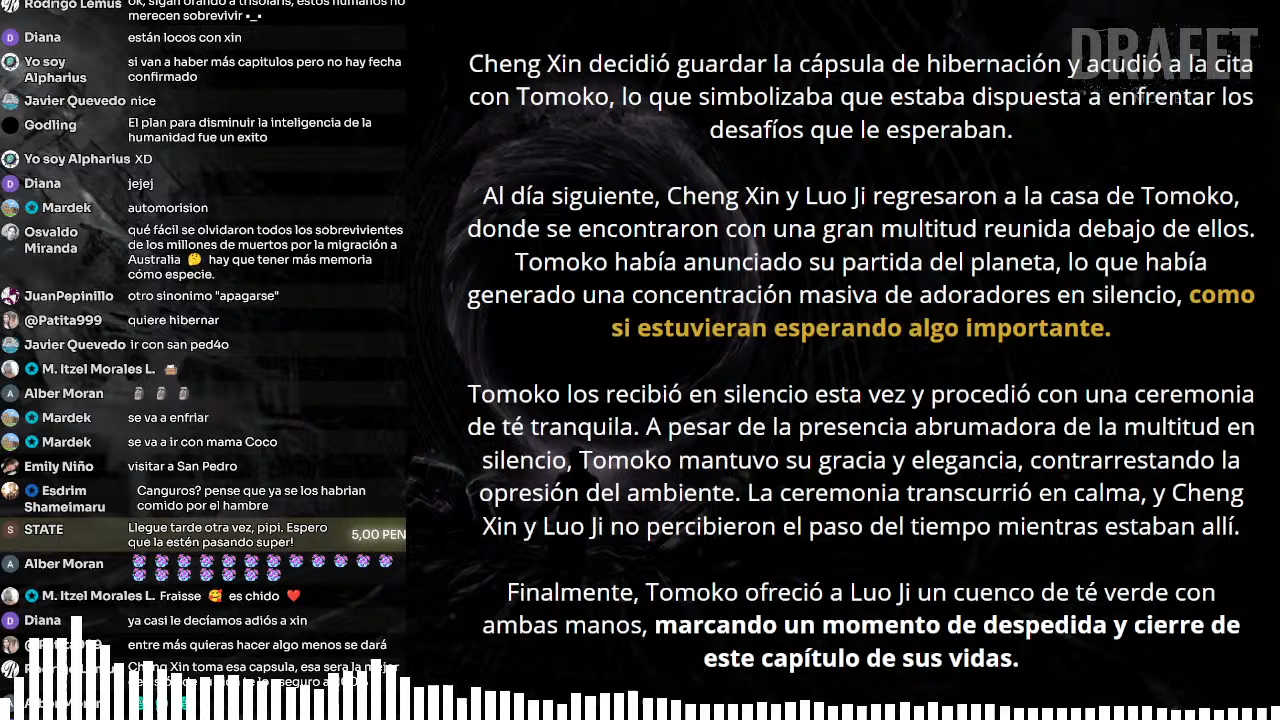 Rodrigo Lemus ok, sigan orando a trisolaris, estos humanos no
merecen sobrevivir •_•
D Diana están locos con xin
Yo soy Alpharius si van a haber más capitulos pero no hay fecha
confirmado
Javier Quevedo nice
Godling El plan para disminuir la inteligencia de la
humanidad fue un exito
Yo soy Alpharius XD
D Diana jejej
Mardek automorision
Osvaldo Miranda qué fácil se olvidaron todos los sobrevivientes
de los millones de muertos por la migración a
Australia 🤔 hay que tener más memoria
cómo especie.
JuanPepinillo otro sinonimo "apagarse"
@Patita999 quiere hibernar
Javier Quevedo ir con san ped4o
M. Itzel Morales L.
A Alber Moran
Mardek se va a enfriar
Mardek se va a ir con mama Coco
Emily Niño visitar a San Pedro
Esdrim Shameimaru Canguros? pense que ya se los habrian
comido por el hambre
S STATE Llegue tarde otra vez, pipi. Espero
que la estén pasando super! 5,00 PEN
A Alber Moran
M. Itzel Morales L. Fraisse 🥰 es chido ❤️
D Diana ya casi le decíamos adiós a xin
entre más quieras hacer algo menos se dará
Cheng Xin toma esa capsula, esa sera la mejor
DRAFET
Cheng Xin decidió guardar la cápsula de hibernación y acudió a la cita
con Tomoko, lo que simbolizaba que estaba dispuesta a enfrentar los
desafíos que le esperaban.
Al día siguiente, Cheng Xin y Luo Ji regresaron a la casa de Tomoko,
donde se encontraron con una gran multitud reunida debajo de ellos.
Tomoko había anunciado su partida del planeta, lo que había
generado una concentración masiva de adoradores en silencio, como
si estuvieran esperando algo importante.
Tomoko los recibió en silencio esta vez y procedió con una ceremonia
de té tranquila. A pesar de la presencia abrumadora de la multitud en
silencio, Tomoko mantuvo su gracia y elegancia, contrarrestando la
opresión del ambiente. La ceremonia transcurrió en calma, y Cheng
Xin y Luo Ji no percibieron el paso del tiempo mientras estaban allí.
Finalmente, Tomoko ofreció a Luo Ji un cuenco de té verde con
ambas manos, marcando un momento de despedida y cierre de
este capítulo de sus vidas.